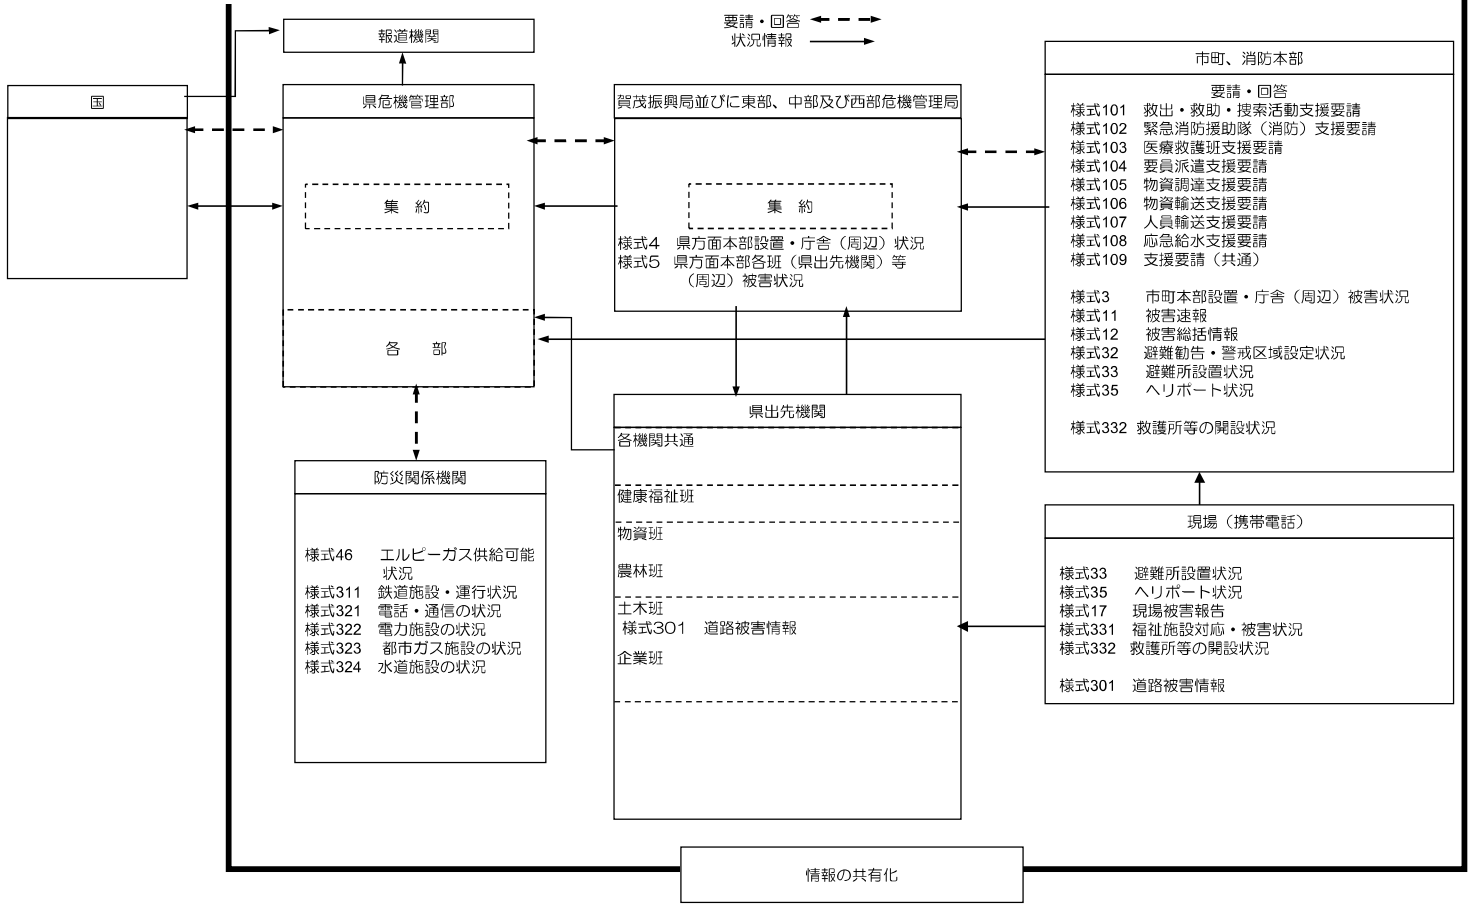 要請・回答
状況情報
報道機関
国
県危機管理部
集　約
各　　部
賀茂振興局並びに東部、中部及び西部危機管理局
集　約
様式4　県方面本部設置・庁舎（周辺）状況
様式5　県方面本部各班（県出先機関）等
（周辺）被害状況
市町、消防本部
要請・回答
様式101　救出・救助・捜索活動支援要請
様式102　緊急消防援助隊（消防）支援要請
様式103　医療救護班支援要請
様式104　要員派遣支援要請
様式105　物資調達支援要請
様式106　物資輸送支援要請
様式107　人員輸送支援要請
様式108　応急給水支援要請
様式109　支援要請（共通）
様式3　　市町本部設置・庁舎（周辺）被害状況
様式11　　被害速報
様式12　　被害総括情報
様式32　　避難勧告・警戒区域設定状況
様式33　　避難所設置状況
様式35　　ヘリポート状況
様式332　救護所等の開設状況
防災関係機関
様式46　　エルピーガス供給可能
状況
様式311　鉄道施設・運行状況
様式321　電話・通信の状況
様式322　電力施設の状況
様式323　都市ガス施設の状況
様式324　水道施設の状況
県出先機関
各機関共通
健康福祉班
物資班
農林班
土木班
様式301　道路被害情報
企業班
現場（携帯電話）
様式33　　避難所設置状況
様式35　　ヘリポート状況
様式17　　現場被害報告
様式331　福祉施設対応・被害状況
様式332　救護所等の開設状況
様式301　道路被害情報
情報の共有化